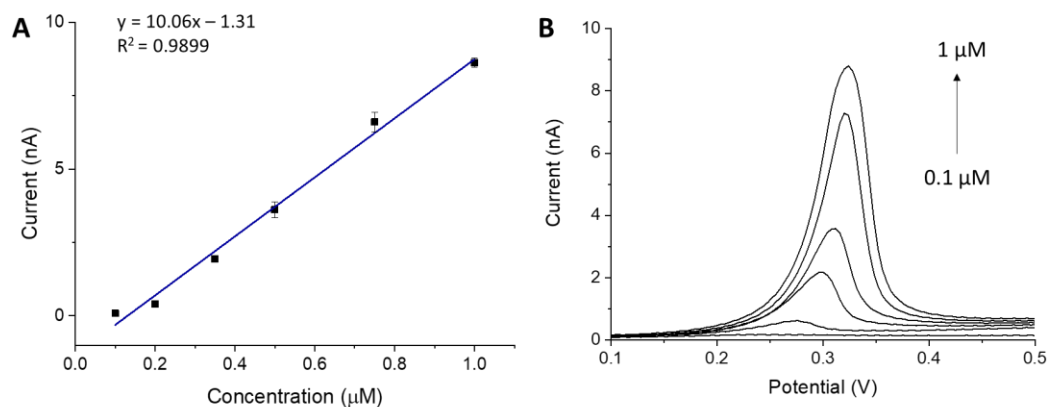 A
y = 10.06x – 1.31
R² = 0.9899
10
5
0
Current (nA)
0.0
0.2
0.4
0.6
0.8
1.0
Concentration (μM)
B
10
8
6
4
2
0
Current (nA)
1 μM
0.1 μM
0.1
0.2
0.3
0.4
0.5
Potential (V)